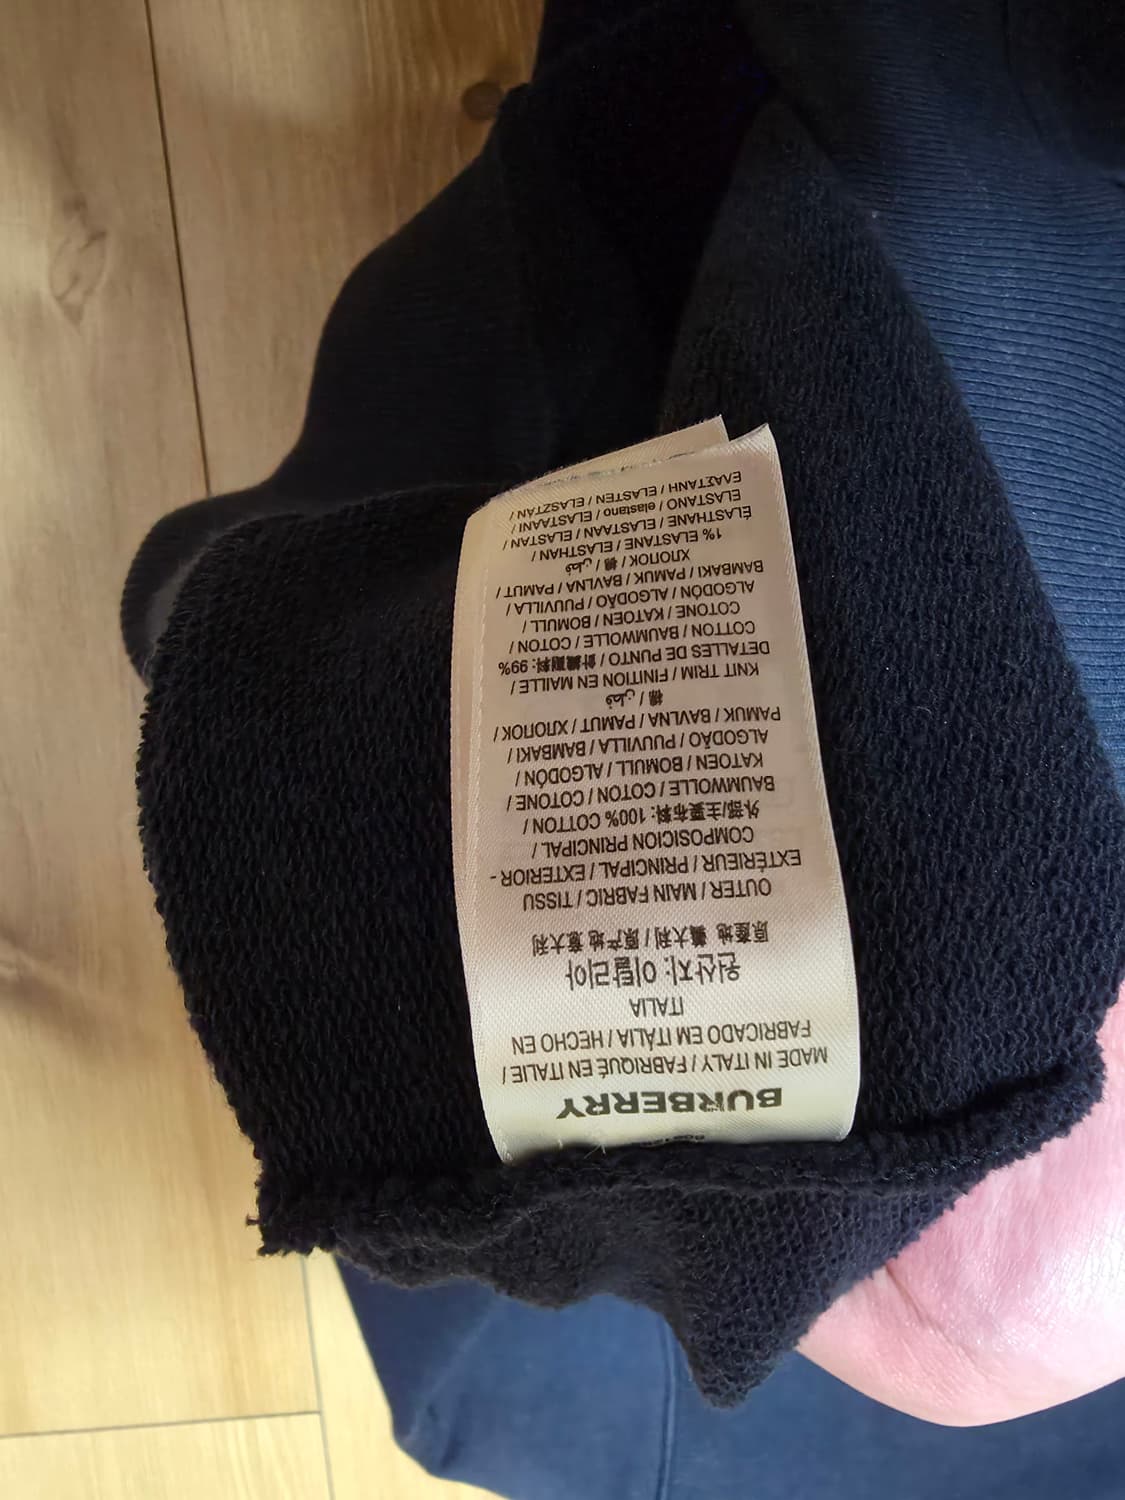 BURBERRY
MADE IN ITALY / FABRIQUÉ EN ITALIE /
FABRICADO EM ITÁLIA / HECHO EN
ITALIA
원산지: 이탈리아
原產地 義大利 / 原产地 意大利
OUTER / MAIN FABRIC / TISSU
EXTÉRIEUR / PRINCIPAL / EXTERIOR -
COMPOSICION PRINCIPAL /
外部/主要布料: 100% COTTON /
BAUMWOLLE / COTON / COTONE /
KATOEN / BOMULL / ALGODÓN /
ALGODÃO / PUUVILLA / BAMBAKI /
PAMUK / BAVLNA / PAMUT / ХЛОПОК /
棉 / قطن
KNIT TRIM / FINITION EN MAILLE /
DETALLES DE PUNTO / 針織廂料: 99%
COTTON / BAUMWOLLE / COTON /
COTONE / KATOEN / BOMULL /
ALGODÓN / ALGODÃO / PUUVILLA /
BAMBAKI / PAMUK / BAVLNA / PAMUT /
ХЛОПОК / 棉 / قطن
1% ELASTANE / ELASTHAN /
ÉLASTHANE / ELASTAAN / ELASTAN /
ELASTANO / elastano / ELASTAANI /
ΕΛΑΣΤΑΝΗ / ELASTEN / ELASZTÁN /